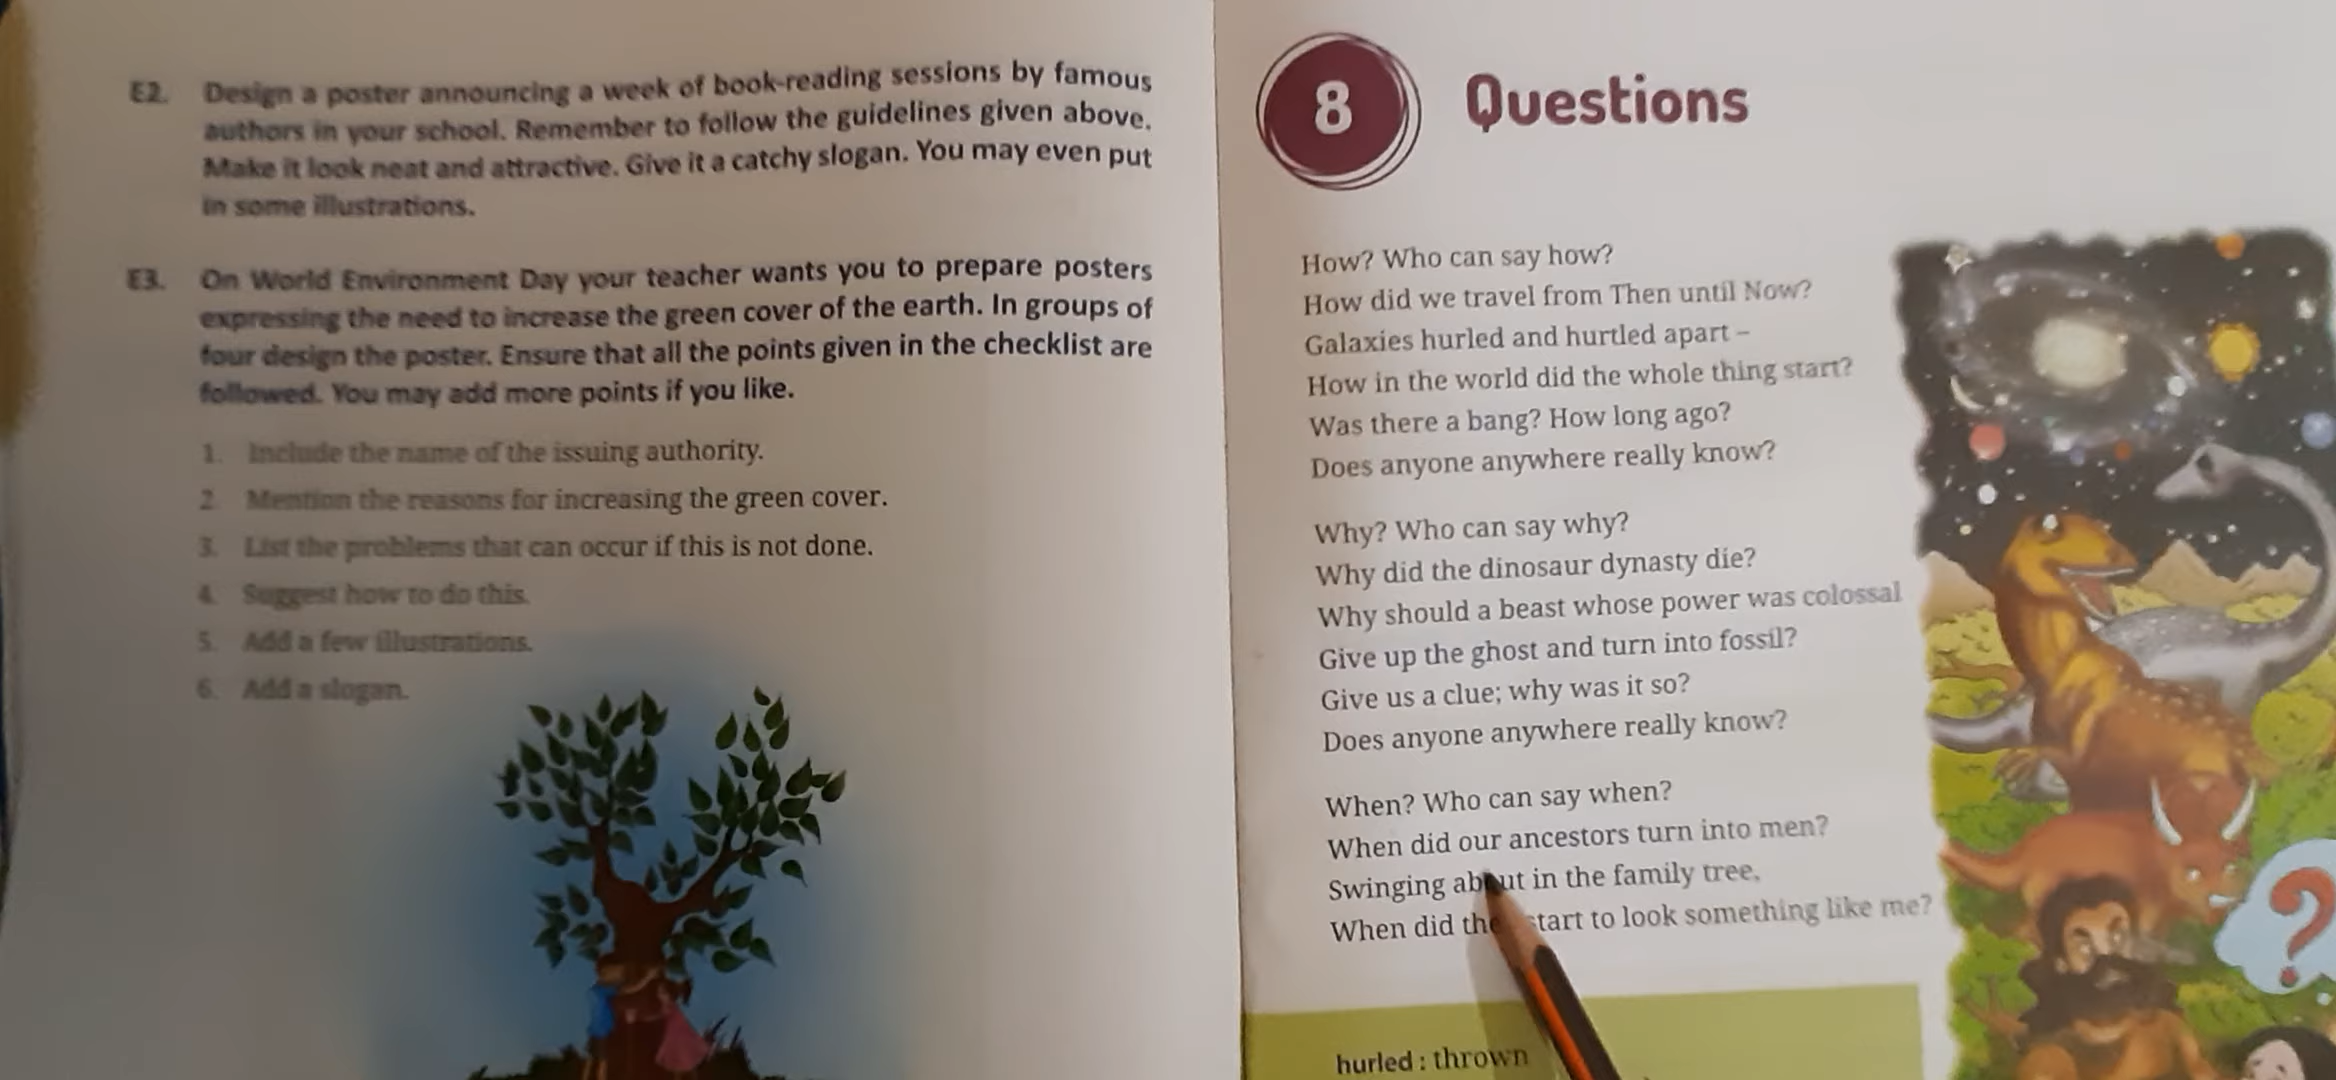 E2. Design a poster announcing a week of book-reading sessions by famous
authors in your school. Remember to follow the guidelines given above.
Make it look neat and attractive. Give it a catchy slogan. You may even put
in some illustrations.
E3. On World Environment Day your teacher wants you to prepare posters
expressing the need to increase the green cover of the earth. In groups of
four design the poster. Ensure that all the points given in the checklist are
followed. You may add more points if you like.
1. Include the name of the issuing authority.
2 Mention the reasons for increasing the green cover.
3. List the problems that can occur if this is not done.
4. Suggest how to do this.
5. Add a few illustrations.
6. Add a slogan.
8 Questions
How? Who can say how?
How did we travel from Then until Now?
Galaxies hurled and hurtled apart –
How in the world did the whole thing start?
Was there a bang? How long ago?
Does anyone anywhere really know?
Why? Who can say why?
Why did the dinosaur dynasty die?
Why should a beast whose power was colossal
Give up the ghost and turn into fossil?
Give us a clue; why was it so?
Does anyone anywhere really know?
When? Who can say when?
When did our ancestors turn into men?
Swinging about in the family tree,
When did start to look something like me?
?
hurled : thrown